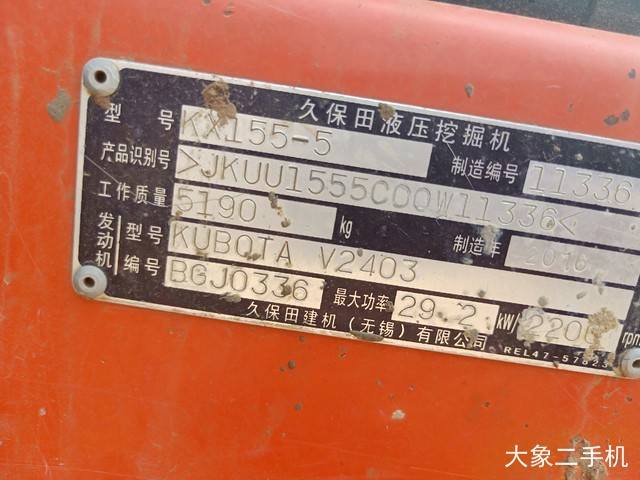 久保田液压挖掘机
型号 KX155-5 制造编号 11336
产品识别号 >JKUU1555COOW11336<
工作质量 5190 kg 制造年 2016
发动机 型号 KUBOTA V2403
编号 BGJ0336 最大功率 29.2 kW/ 2200 rpm
久保田建机（无锡）有限公司
REL47-57823
大象二手机